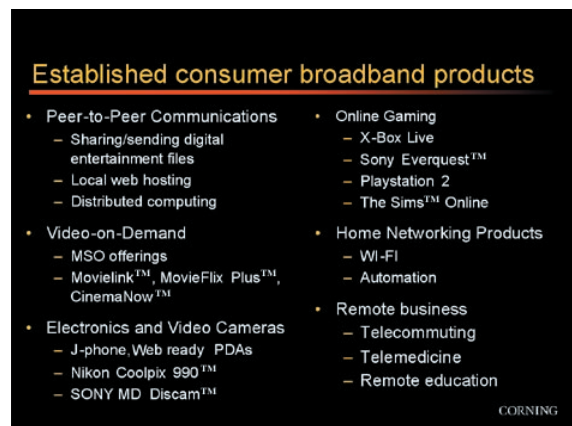 Established consumer broadband products
• Peer-to-Peer Communications
– Sharing/sending digital
entertainment files
– Local web hosting
– Distributed computing
• Video-on-Demand
– MSO offerings
– Movielink™, MovieFlix Plus™,
CinemaNow™
• Electronics and Video Cameras
– J-phone,Web ready PDAs
– Nikon Coolpix 990™
– SONY MD Discam™
• Online Gaming
– X-Box Live
– Sony Everquest™
– Playstation 2
– The Sims™ Online
• Home Networking Products
– WI-FI
– Automation
• Remote business
– Telecommuting
– Telemedicine
– Remote education
CORNING